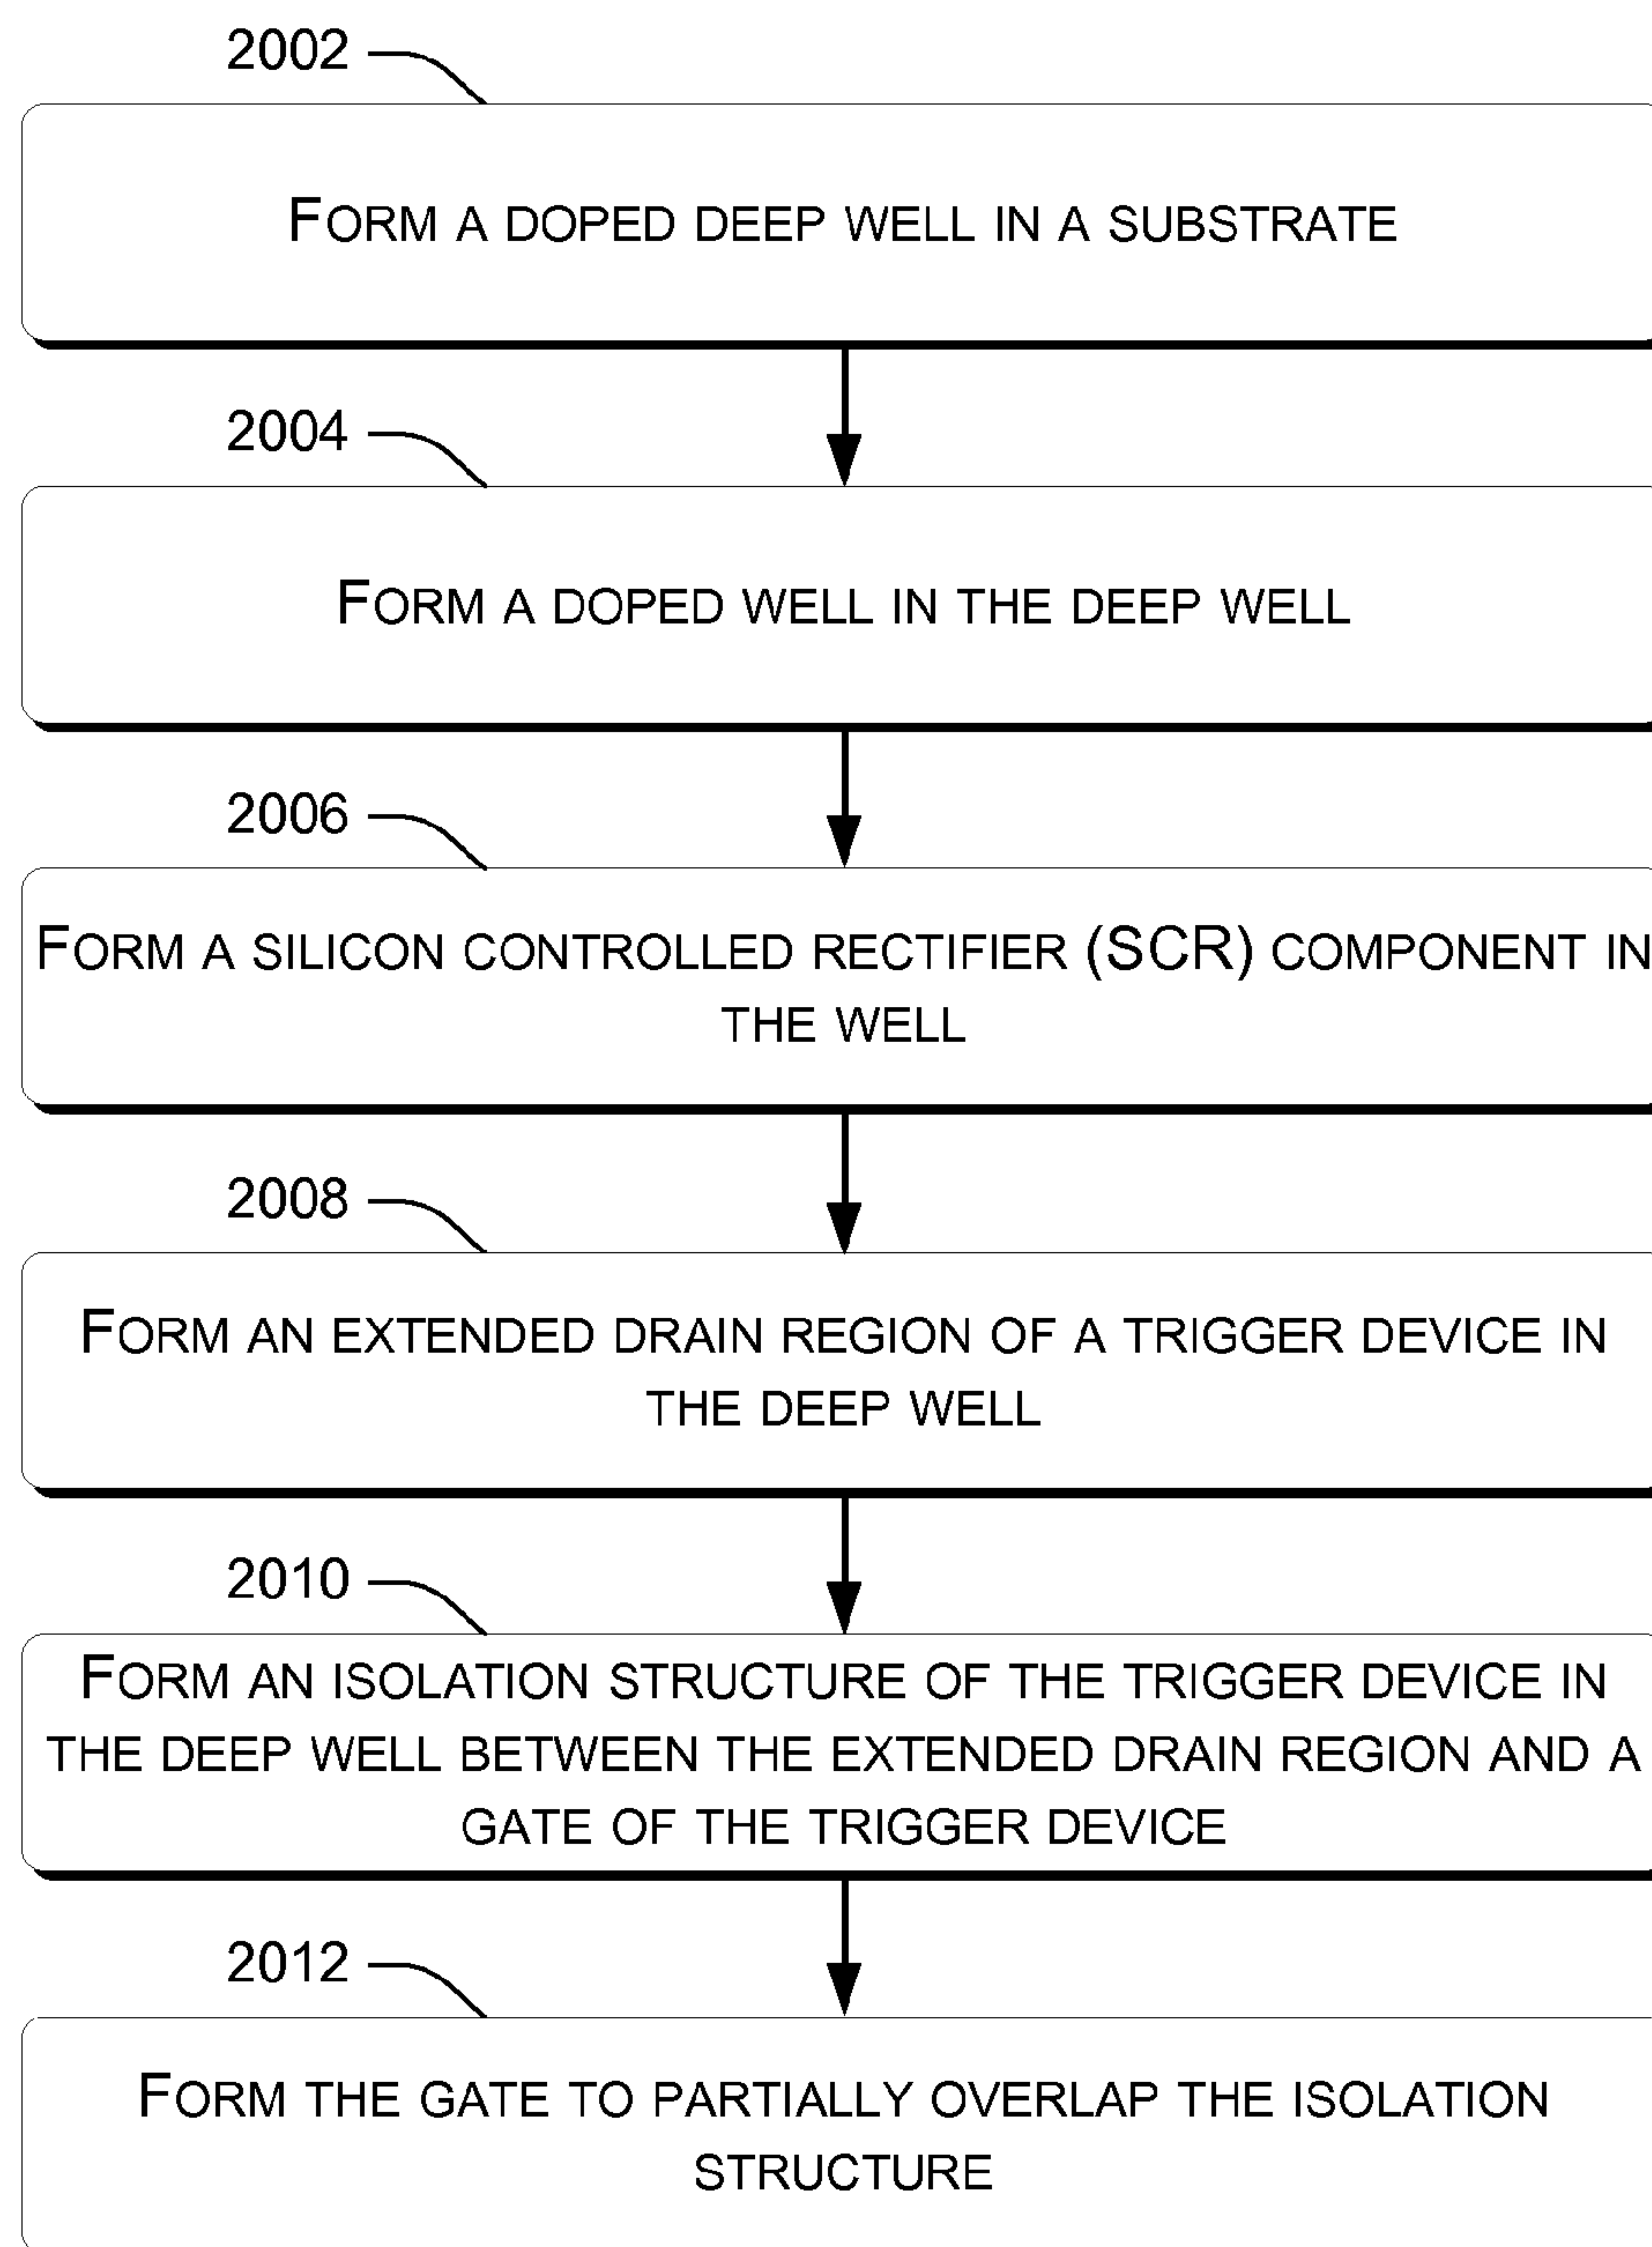 2002
FORM A DOPED DEEP WELL IN A SUBSTRATE
2004
FORM A DOPED WELL IN THE DEEP WELL
2006
FORM A SILICON CONTROLLED RECTIFIER (SCR) COMPONENT IN
THE WELL
2008
FORM AN EXTENDED DRAIN REGION OF A TRIGGER DEVICE IN
THE DEEP WELL
2010
FORM AN ISOLATION STRUCTURE OF THE TRIGGER DEVICE IN
THE DEEP WELL BETWEEN THE EXTENDED DRAIN REGION AND A
GATE OF THE TRIGGER DEVICE
2012
FORM THE GATE TO PARTIALLY OVERLAP THE ISOLATION
STRUCTURE